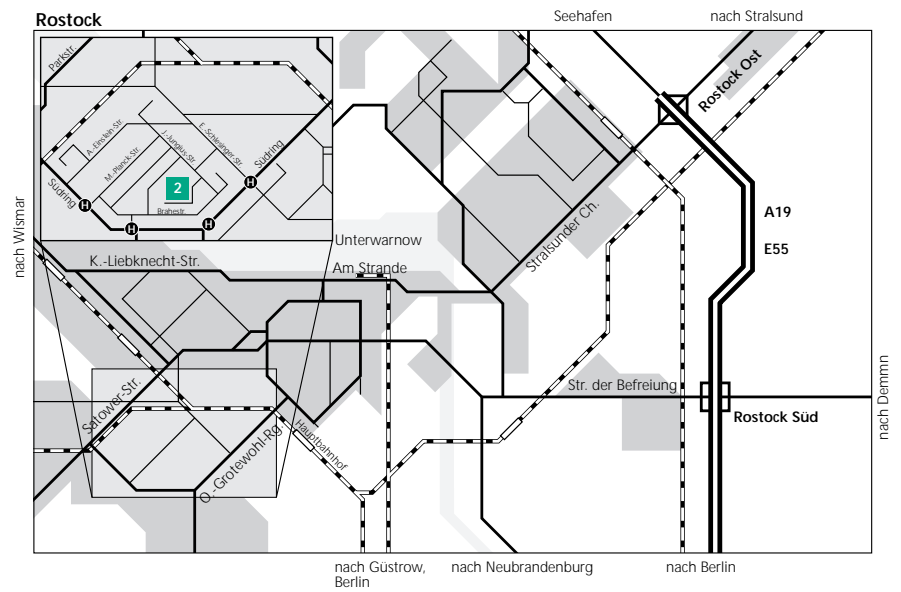 Rostock
Seehafen
nach Stralsund
Parkstr.
Rostock Ost
A.-Einstein-Str.
J.-Jungius-Str.
E.-Schlesinger-Str.
Südring
M.-Planck-Str.
2
H
Südring
H
Brahestr.
H
H
nach Wismar
Stralsunder Ch.
A19
E55
Unterwarnow
K.-Liebknecht-Str.
Am Strande
Str. der Befreiung
Satower-Str.
Rostock Süd
nach Demmn
O.-Grotewohl-Rg.
Hauptbahnhof
nach Güstrow,
Berlin
nach Neubrandenburg
nach Berlin